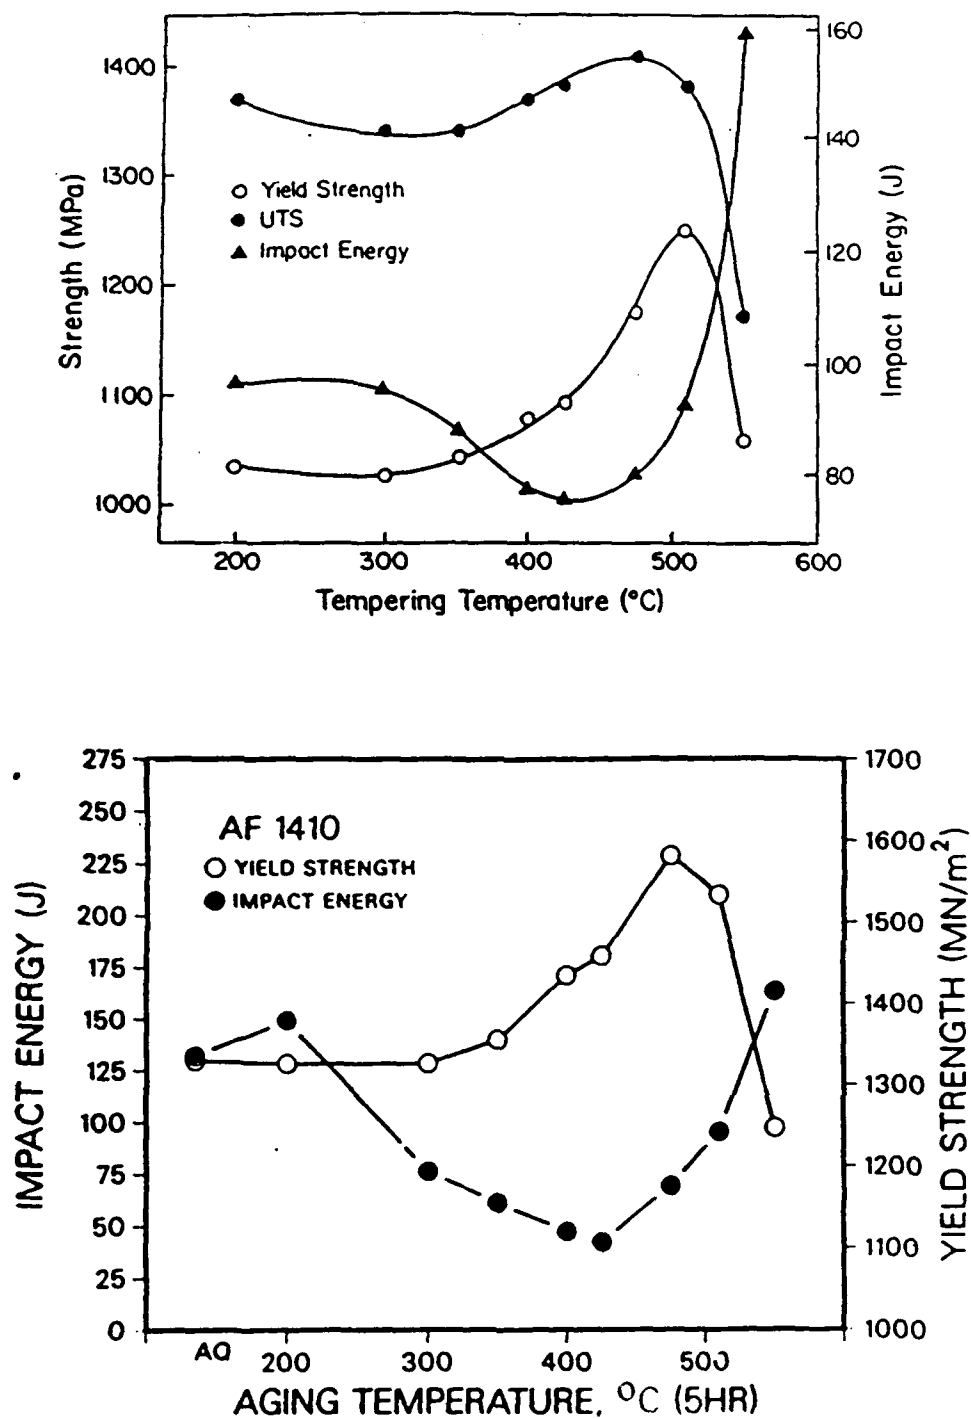 1400
1300
1200
1100
1000
Strength (MPa)
160
140
120
100
80
Impact Energy (J)
Yield Strength
UTS
Impact Energy
200 300 400 500 600
Tempering Temperature (°C)
275
250
225
200
175
150
125
100
75
50
25
0
IMPACT ENERGY (J)
AF 1410
YIELD STRENGTH
IMPACT ENERGY
1700
1600
1500
1400
1300
1200
1100
1000
YIELD STRENGTH (MN/m²)
AQ 200 300 400 500
AGING TEMPERATURE, °C (5HR)